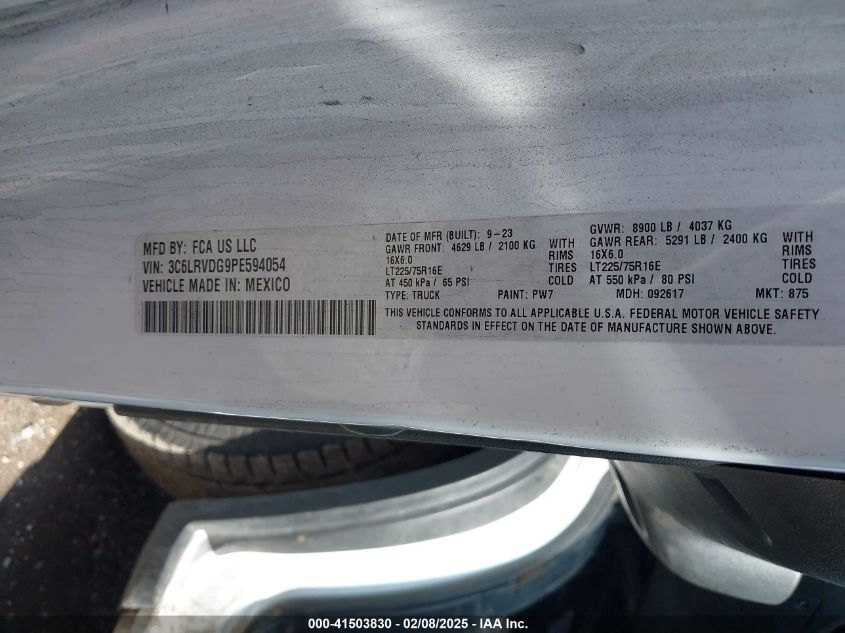 MFD BY: FCA US LLC
VIN: 3C6LRVDG9PE594054
VEHICLE MADE IN: MEXICO
DATE OF MFR (BUILT): 9-23
GAWR FRONT: 4629 LB / 2100 KG WITH
16X6.0 RIMS
LT225/75R16E TIRES
AT 450 kPa / 65 PSI COLD
TYPE: TRUCK PAINT: PW7
GVWR: 8900 LB / 4037 KG
GAWR REAR: 5291 LB / 2400 KG WITH
16X6.0 RIMS
LT225/75R16E TIRES
AT 550 kPa / 80 PSI COLD
MDH: 092617 MKT: 875
THIS VEHICLE CONFORMS TO ALL APPLICABLE U.S.A. FEDERAL MOTOR VEHICLE SAFETY
STANDARDS IN EFFECT ON THE DATE OF MANUFACTURE SHOWN ABOVE.
000-41503830 - 02/08/2025 - IAA Inc.